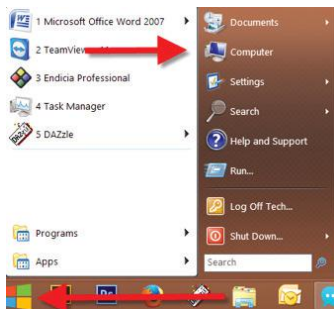 1 Microsoft Office Word 2007
2 TeamViewer
3 Endicia Professional
4 Task Manager
5 DAZzle
Programs
Apps
Documents
Computer
Settings
Search
Help and Support
Run...
Log Off Tech...
Shut Down...
Search